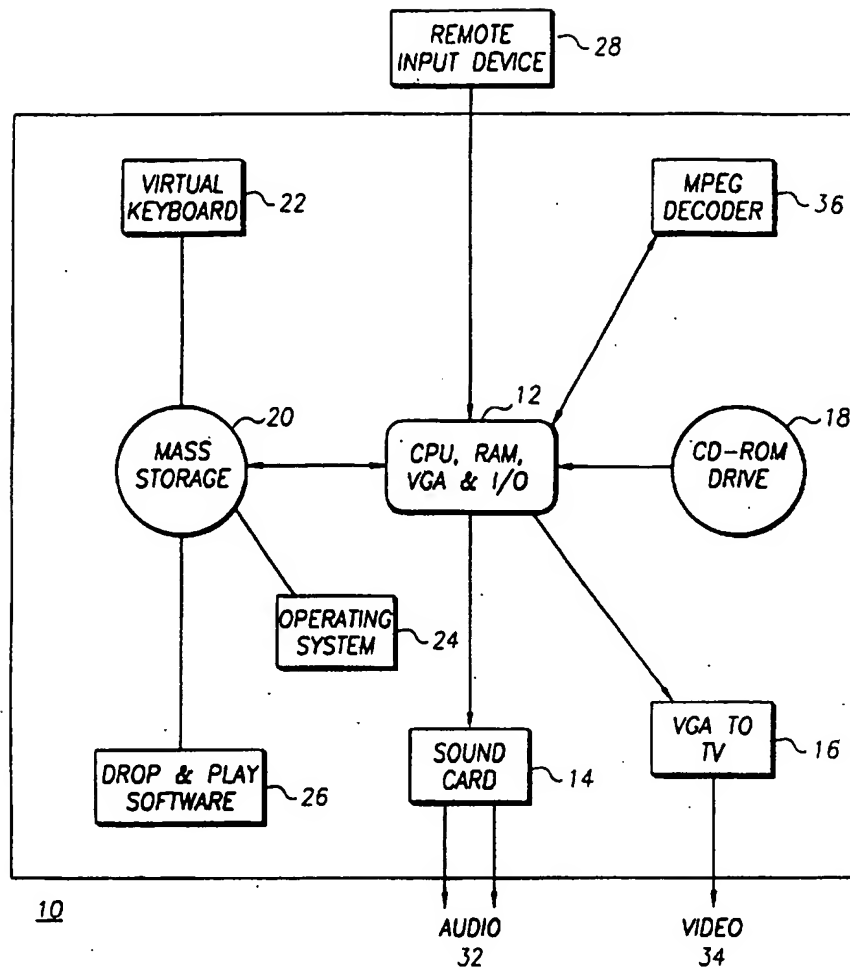 REMOTE
INPUT DEVICE
28
VIRTUAL
KEYBOARD
22
MPEG
DECODER
36
12
20
18
MASS
STORAGE
CPU, RAM,
VGA & I/O
CD-ROM
DRIVE
OPERATING
SYSTEM
24
DROP & PLAY
SOFTWARE
26
SOUND
CARD
14
VGA TO
TV
16
10
AUDIO
32
VIDEO
34